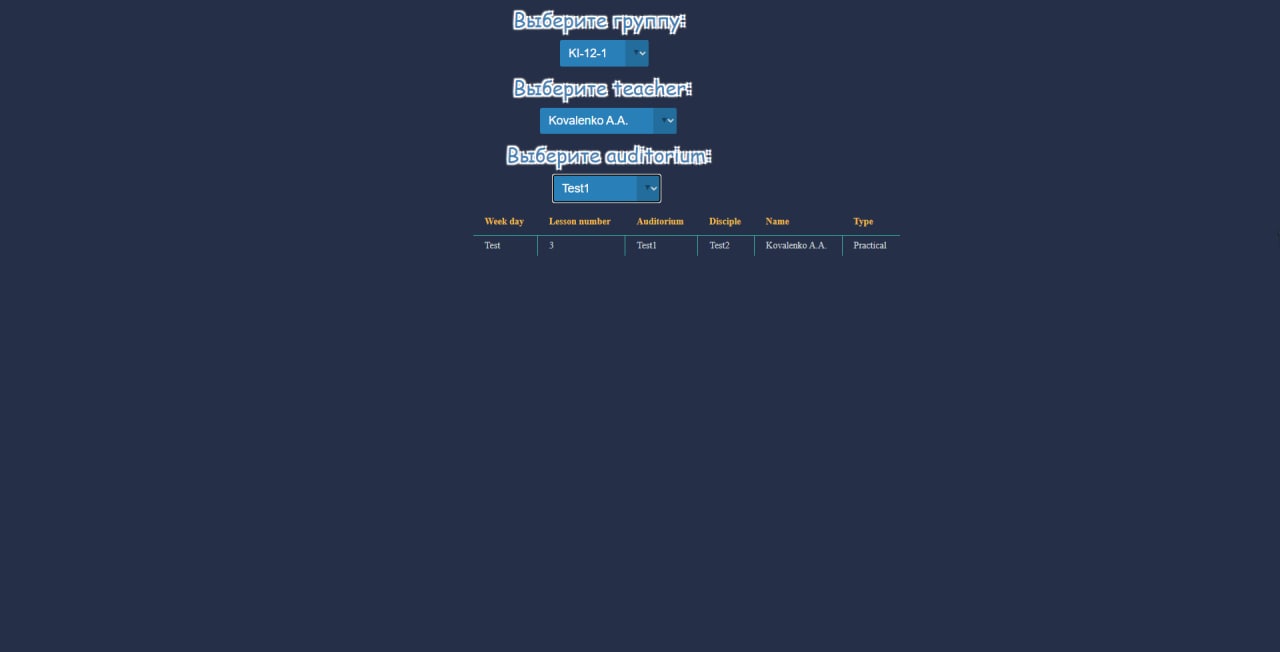 Выберите группу:
KI-12-1
Выберите teacher:
Kovalenko A.A.
Выберите auditorium:
Test1
Week day Lesson number Auditorium Disciple Name Type
Test 3 Test1 Test2 Kovalenko A.A. Practical